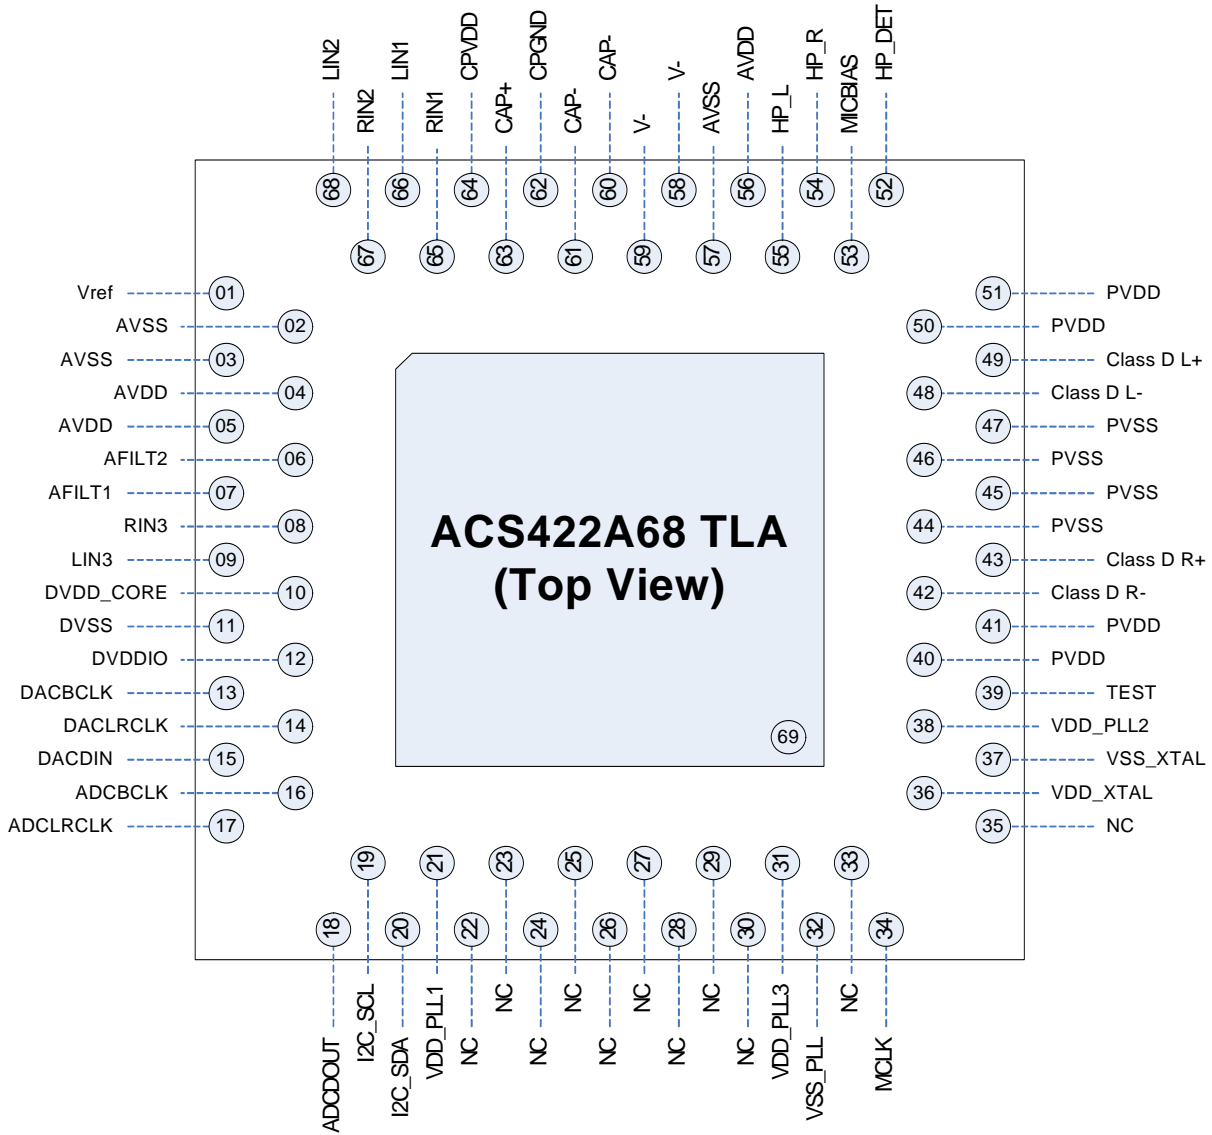 LIN2
RIN2
LIN1
RIN1
CPVDD
CAP+
CPGND
CAP-
CAP-
V-
V-
AVSS
AVDD
HP_L
HP_R
MICBIAS
HP_DET
68
67
66
65
64
63
62
61
60
59
58
57
56
55
54
53
52
Vref 01
AVSS 02
AVSS 03
AVDD 04
AVDD 05
AFILT2 06
AFILT1 07
RIN3 08
LIN3 09
DVDD_CORE 10
DVSS 11
DVDDIO 12
DACBCLK 13
DACLRCLK 14
DACDIN 15
ADCBCLK 16
ADCLRCLK 17
ACS422A68 TLA
(Top View)
69
51 PVDD
50 PVDD
49 Class D L+
48 Class D L-
47 PVSS
46 PVSS
45 PVSS
44 PVSS
43 Class D R+
42 Class D R-
41 PVDD
40 PVDD
39 TEST
38 VDD_PLL2
37 VSS_XTAL
36 VDD_XTAL
35 NC
18
19
20
21
22
23
24
25
26
27
28
29
30
31
32
33
34
ADCDOUT
I2C_SCL
I2C_SDA
VDD_PLL1
NC
NC
NC
NC
NC
NC
NC
NC
NC
VDD_PLL3
VSS_PLL
NC
MCLK